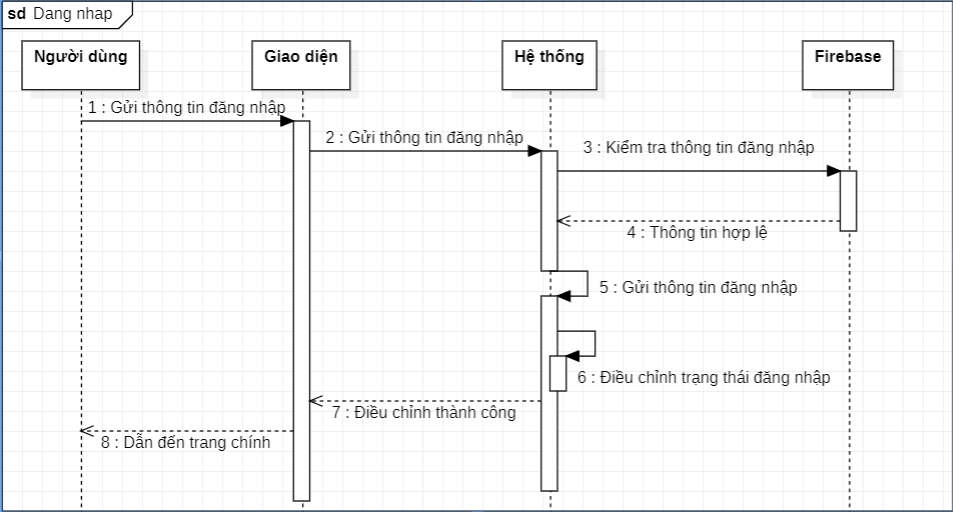 sd Dang nhap
Người dùng
Giao diện
Hệ thống
Firebase
1 : Gửi thông tin đăng nhập
2 : Gửi thông tin đăng nhập
3 : Kiểm tra thông tin đăng nhập
4 : Thông tin hợp lệ
5 : Gửi thông tin đăng nhập
6 : Điều chỉnh trạng thái đăng nhập
7 : Điều chỉnh thành công
8 : Dẫn đến trang chính